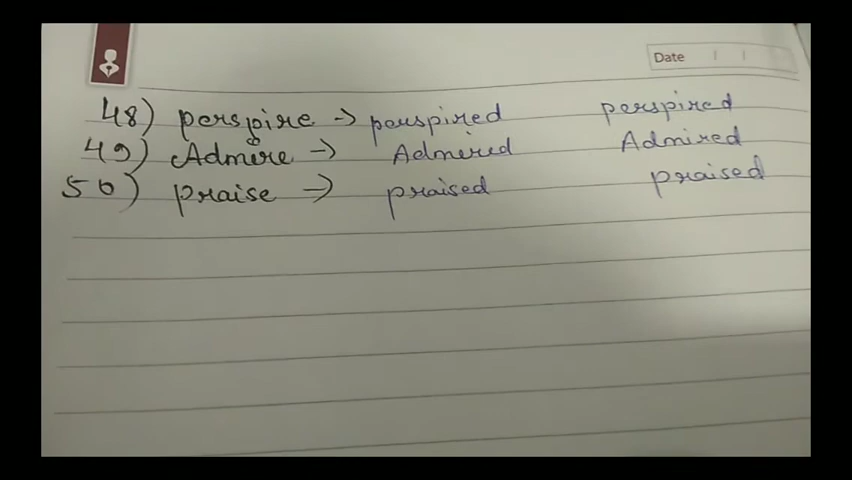 Date
48) perspire -> perspired perspired
49) Admire -> Admired Admired
50) praise -> praised praised